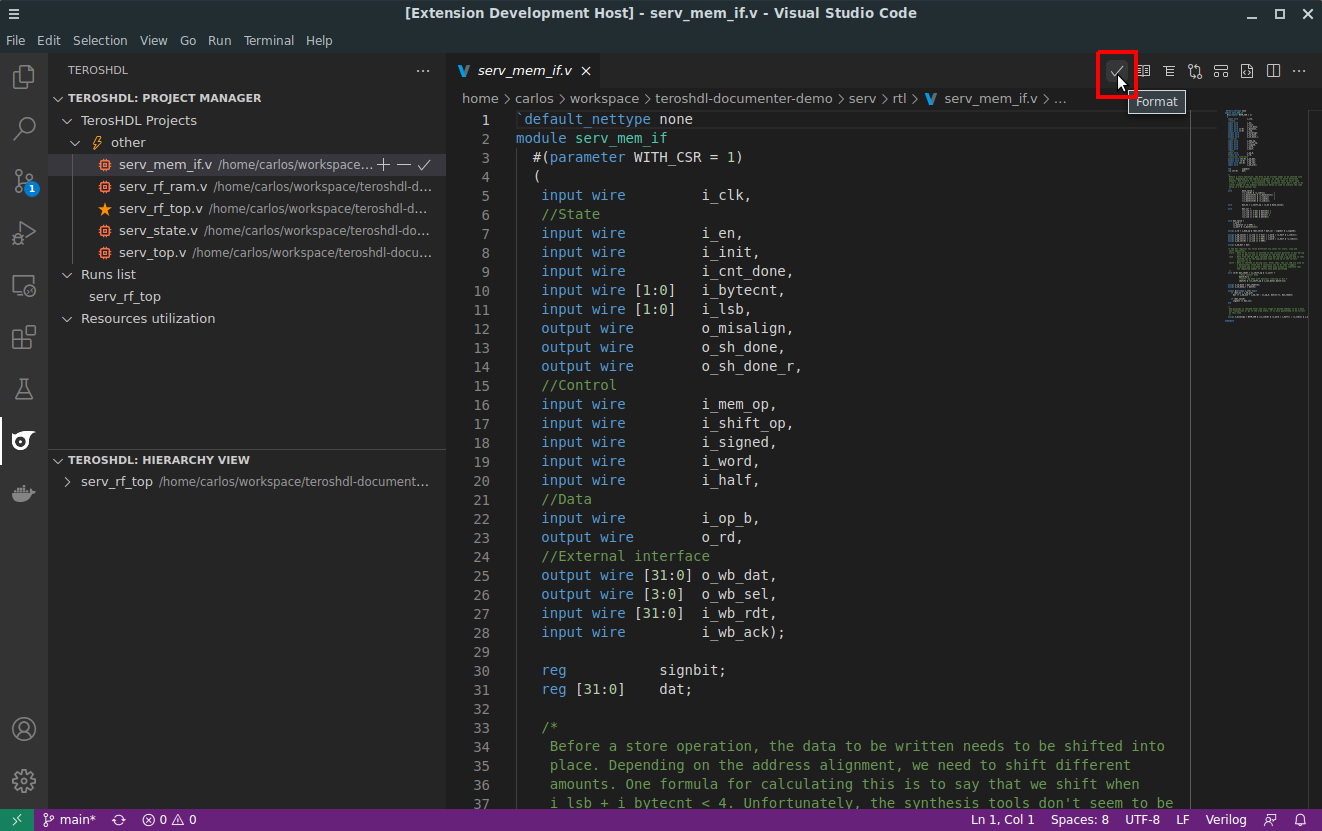 [Extension Development Host] - serv_mem_if.v - Visual Studio Code
File Edit Selection View Go Run Terminal Help
TEROSHDL
TEROSHDL: PROJECT MANAGER
TerosHDL Projects
other
serv_mem_if.v /home/carlos/workspace...
serv_rf_ram.v /home/carlos/workspace/teroshdl-d...
serv_rf_top.v /home/carlos/workspace/teroshdl-d...
serv_state.v /home/carlos/workspace/teroshdl-do...
serv_top.v /home/carlos/workspace/teroshdl-docu...
Runs list
serv_rf_top
Resources utilization
TEROSHDL: HIERARCHY VIEW
serv_rf_top /home/carlos/workspace/teroshdl-document...
1
serv_mem_if.v
Format
home > carlos > workspace > teroshdl-documenter-demo > serv > rtl > serv_mem_if.v > ...
1 `default_nettype none
2 module serv_mem_if
3 #(parameter WITH_CSR = 1)
4 (
5 input wire i_clk,
6 //State
7 input wire i_en,
8 input wire i_init,
9 input wire i_cnt_done,
10 input wire [1:0] i_bytecnt,
11 input wire [1:0] i_lsb,
12 output wire o_misalign,
13 output wire o_sh_done,
14 output wire o_sh_done_r,
15 //Control
16 input wire i_mem_op,
17 input wire i_shift_op,
18 input wire i_signed,
19 input wire i_word,
20 input wire i_half,
21 //Data
22 input wire i_op_b,
23 output wire o_rd,
24 //External interface
25 output wire [31:0] o_wb_dat,
26 output wire [3:0] o_wb_sel,
27 input wire [31:0] i_wb_rdt,
28 input wire i_wb_ack);
29
30 reg signbit;
31 reg [31:0] dat;
32
33 /*
34 Before a store operation, the data to be written needs to be shifted into
35 place. Depending on the address alignment, we need to shift different
36 amounts. One formula for calculating this is to say that we shift when
37 i_lsb + i_bytecnt < 4. Unfortunately, the synthesis tools don't seem to be
main* 0 0 Ln 1, Col 1 Spaces: 8 UTF-8 LF Verilog